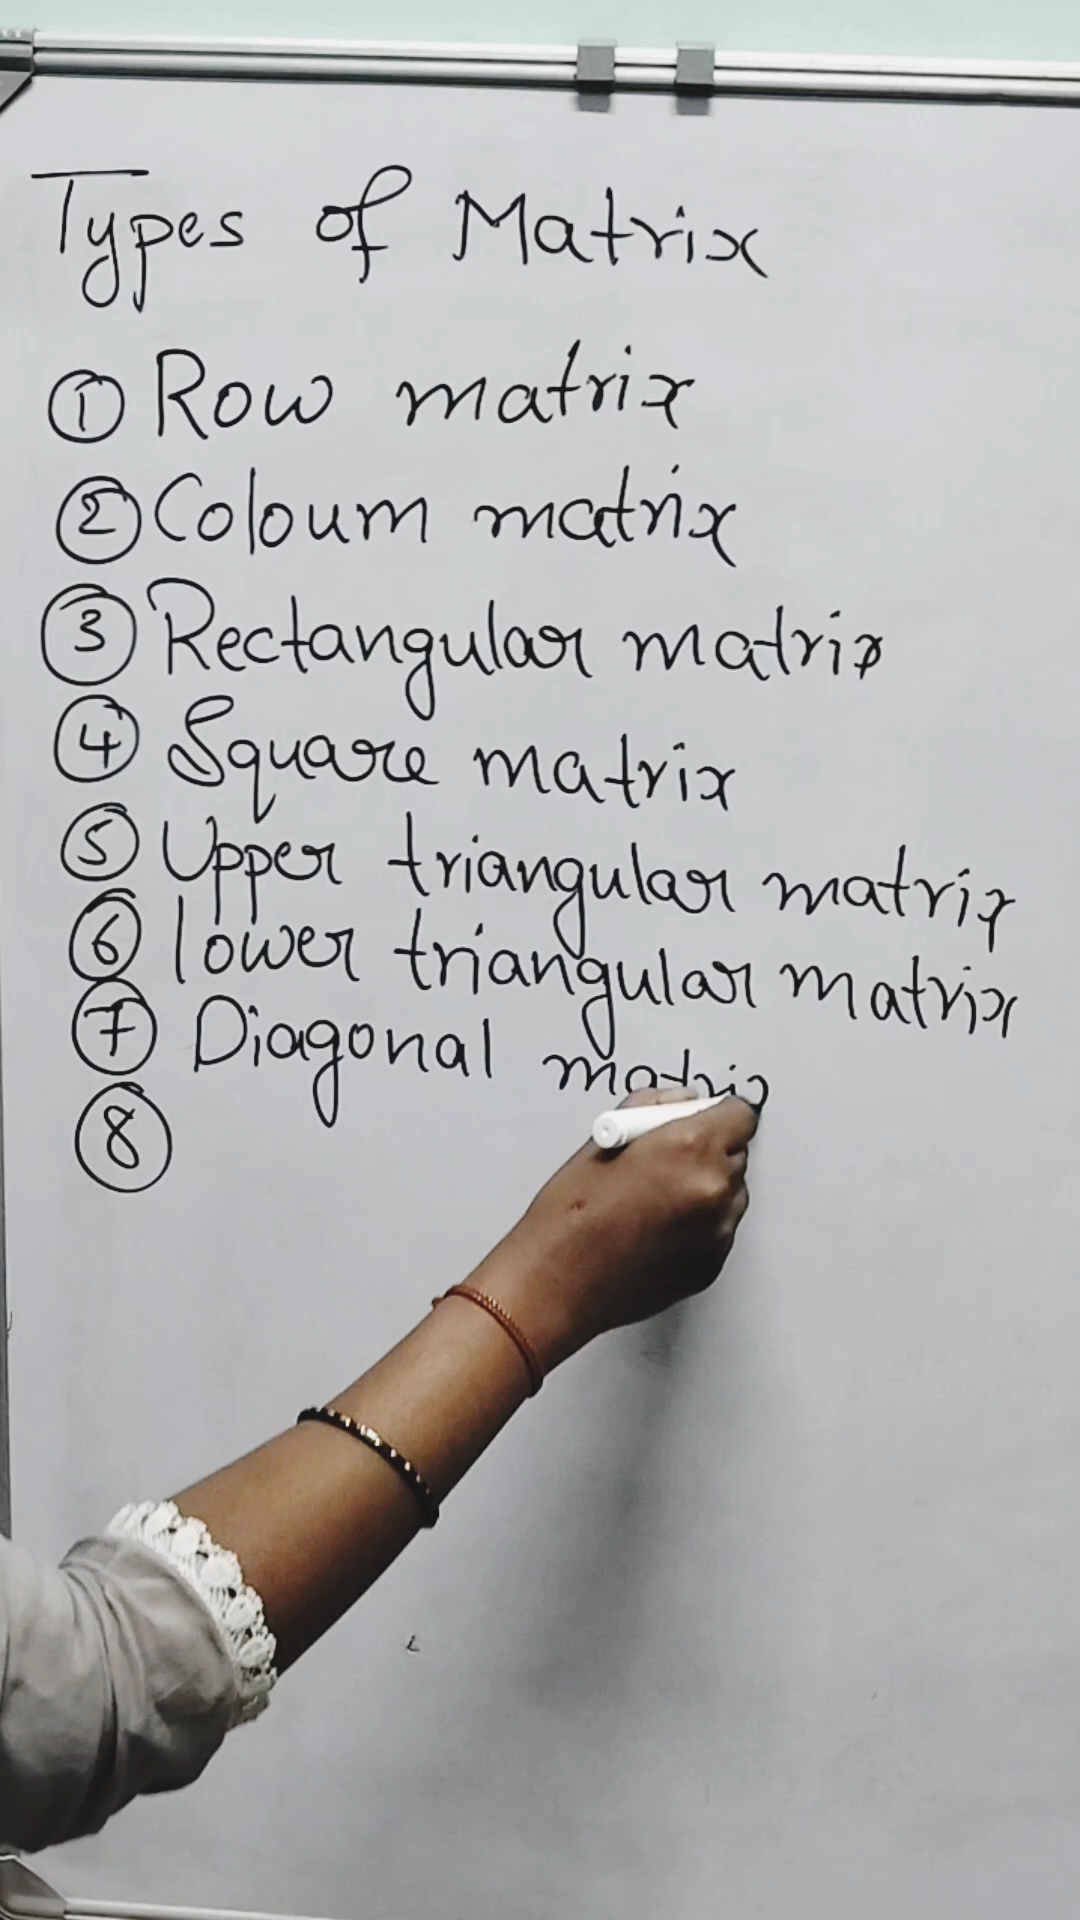 Types of Matrix
① Row matrix
② Coloum matrix
③ Rectangular matrix
④ Square matrix
⑤ Upper triangular matrix
⑥ lower triangular matrix
⑦ Diagonal matri
⑧